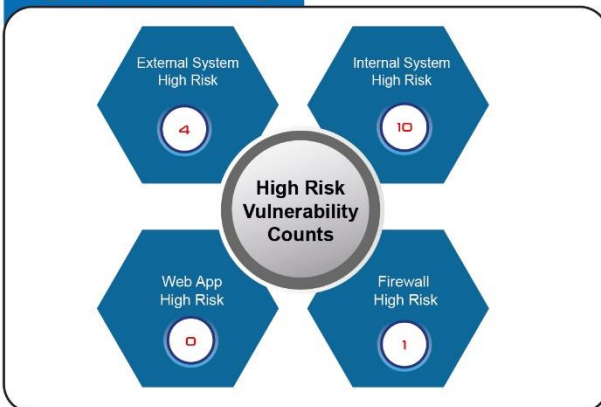 External System
High Risk
4
Internal System
High Risk
10
High Risk
Vulnerability
Counts
Web App
High Risk
0
Firewall
High Risk
1